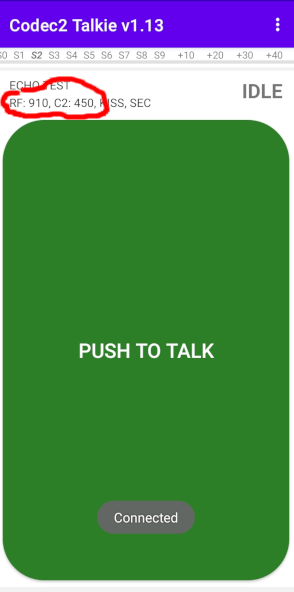 Codec2 Talkie v1.13
S0 S1 S2 S3 S4 S5 S6 S7 S8 S9 +10 +20 +30 +40
ECHO TEST
IDLE
RF: 910, C2: 450, KISS, SEC
PUSH TO TALK
Connected